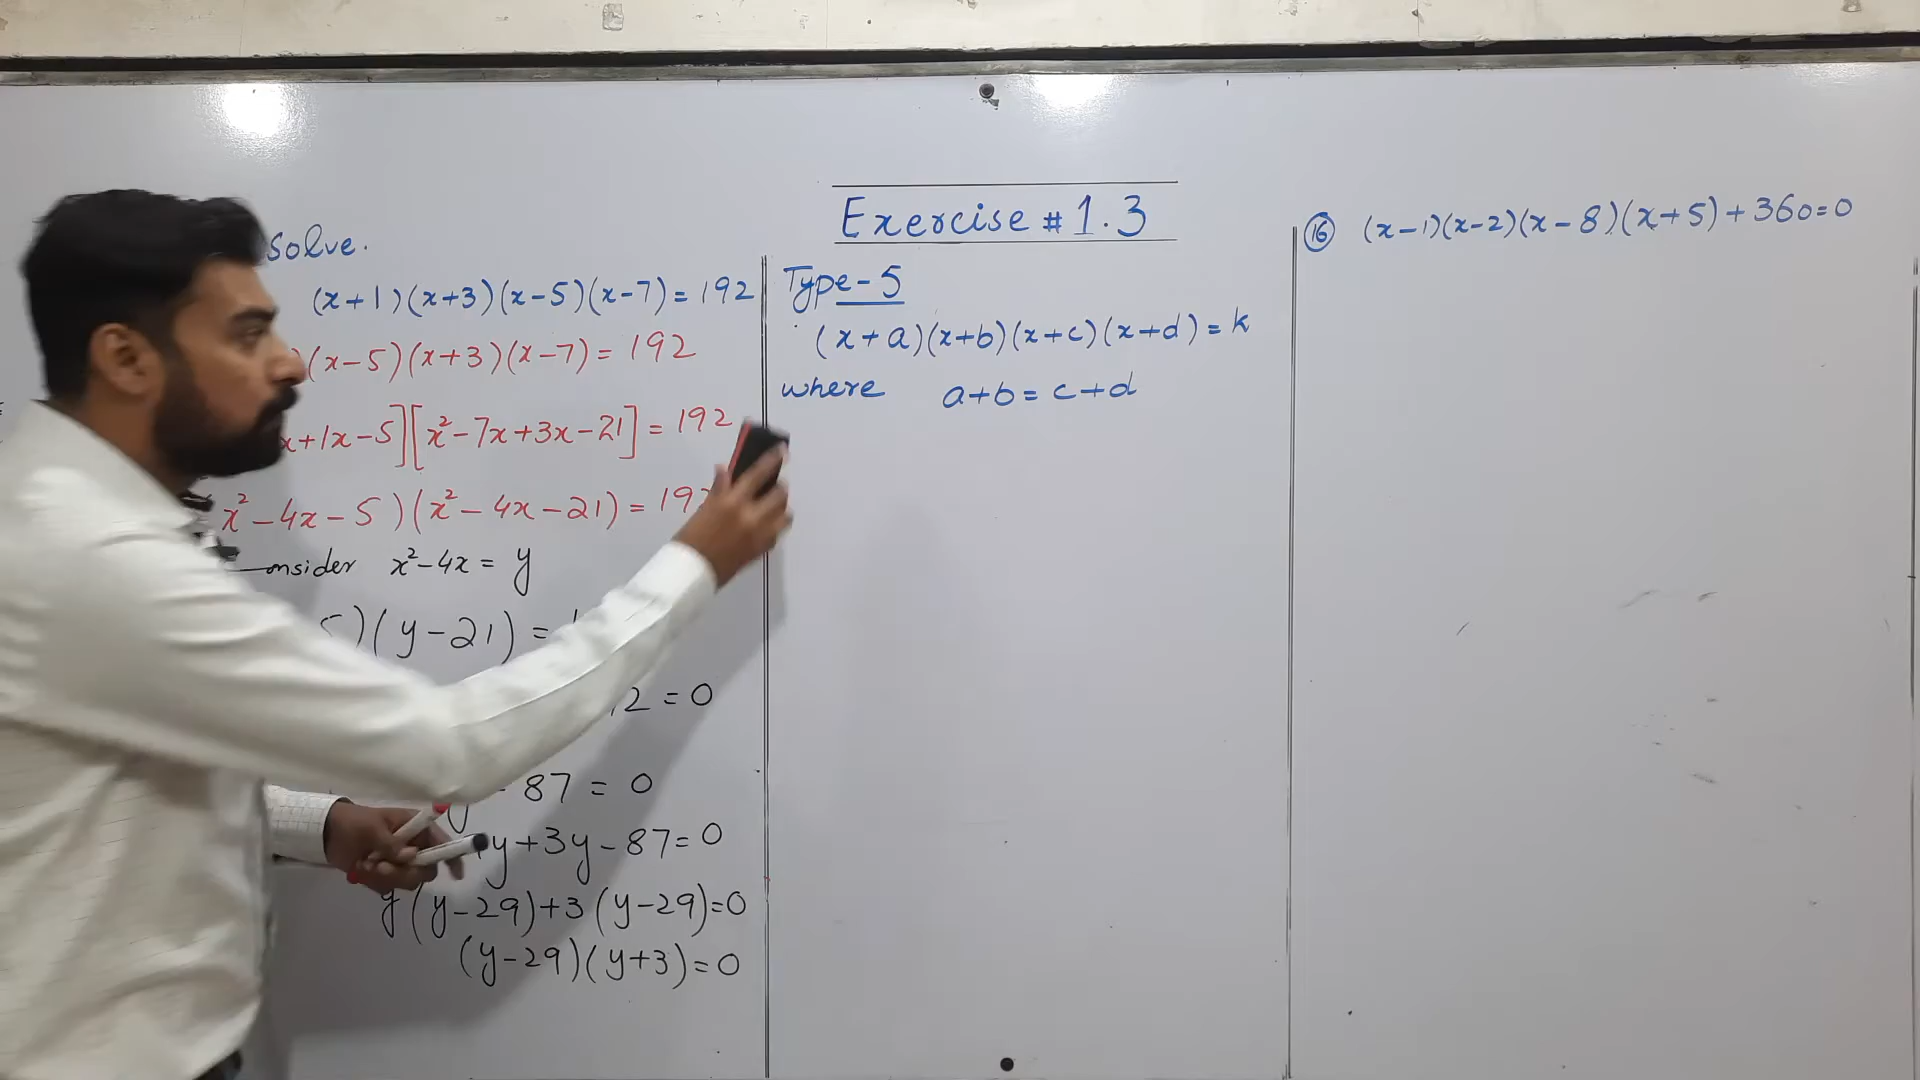 Exercise # 1.3
Solve.
(x+1)(x+3)(x-5)(x-7) = 192
)(x-5)(x+3)(x-7) = 192
x+1x-5][x²-7x+3x-21] = 192
x²-4x-5)(x²-4x-21) = 192
onsider x²-4x = y
5)(y-21) =
2 = 0
87 = 0
y+3y-87=0
y(y-29)+3(y-29)=0
(y-29)(y+3)=0
Type-5
(x+a)(x+b)(x+c)(x+d) = k
where a+b = c+d
16 (x-1)(x-2)(x-8)(x+5)+360=0